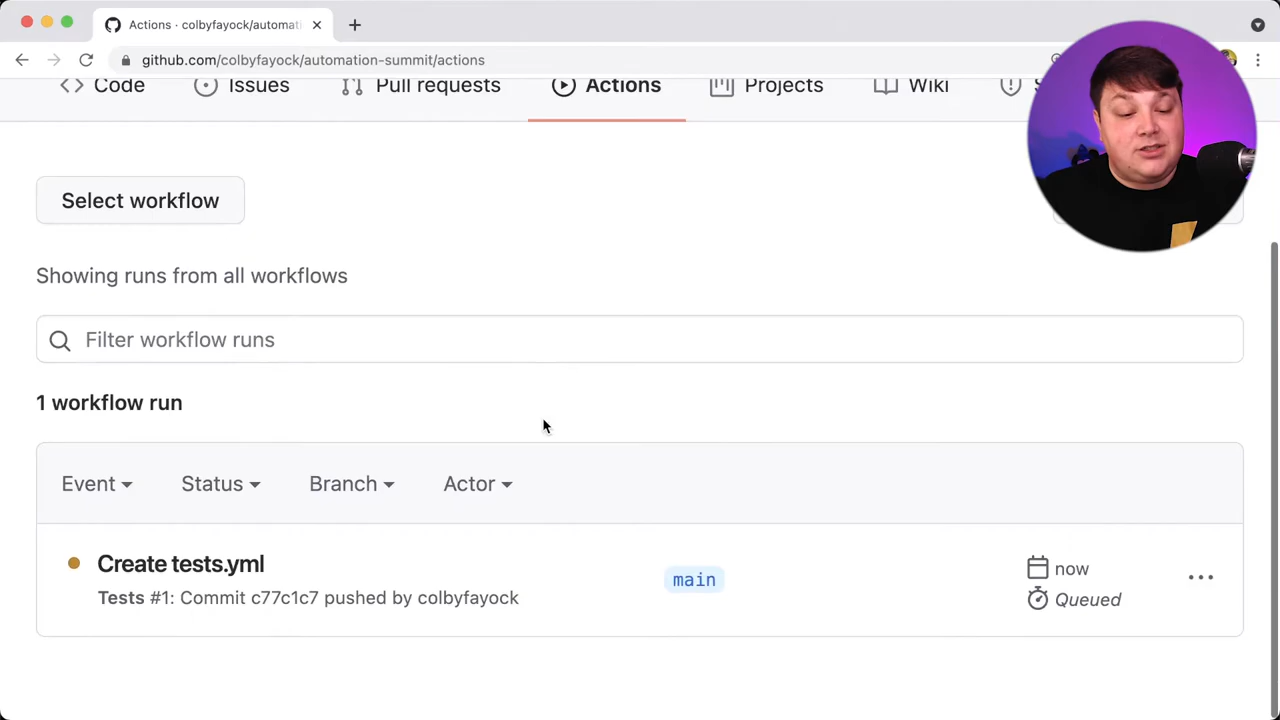 Actions · colbyfayock/automati
github.com/colbyfayock/automation-summit/actions
Code Issues Pull requests Actions Projects Wiki
Select workflow
Showing runs from all workflows
Filter workflow runs
1 workflow run
Event Status Branch Actor
Create tests.yml
main
now
Tests #1: Commit c77c1c7 pushed by colbyfayock
Queued